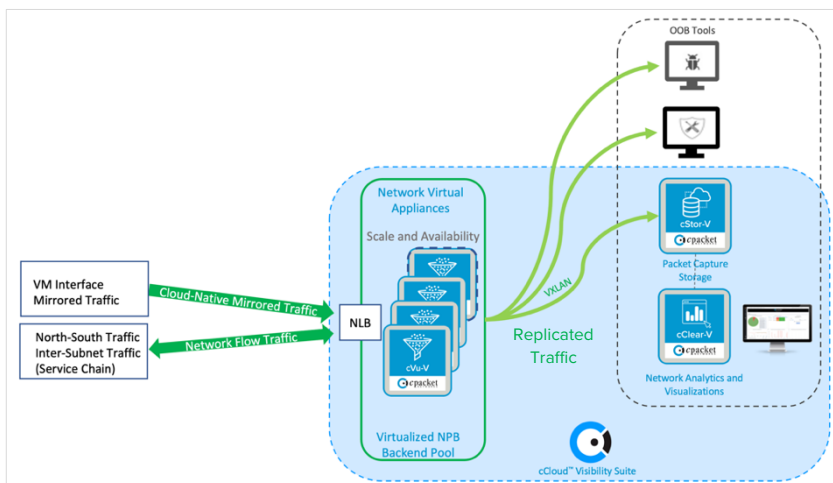 OOB Tools
Network Virtual
Appliances
Scale and Availability
cStor-V
cpacket
Packet Capture
Storage
VM Interface
Mirrored Traffic
Cloud-Native Mirrored Traffic
NLB
VXLAN
North-South Traffic
Inter-Subnet Traffic
(Service Chain)
Network Flow Traffic
Replicated
Traffic
cVu-V
cpacket
cClear-V
cpacket
Network Analytics and
Visualizations
Virtualized NPB
Backend Pool
cCloud™ Visibility Suite